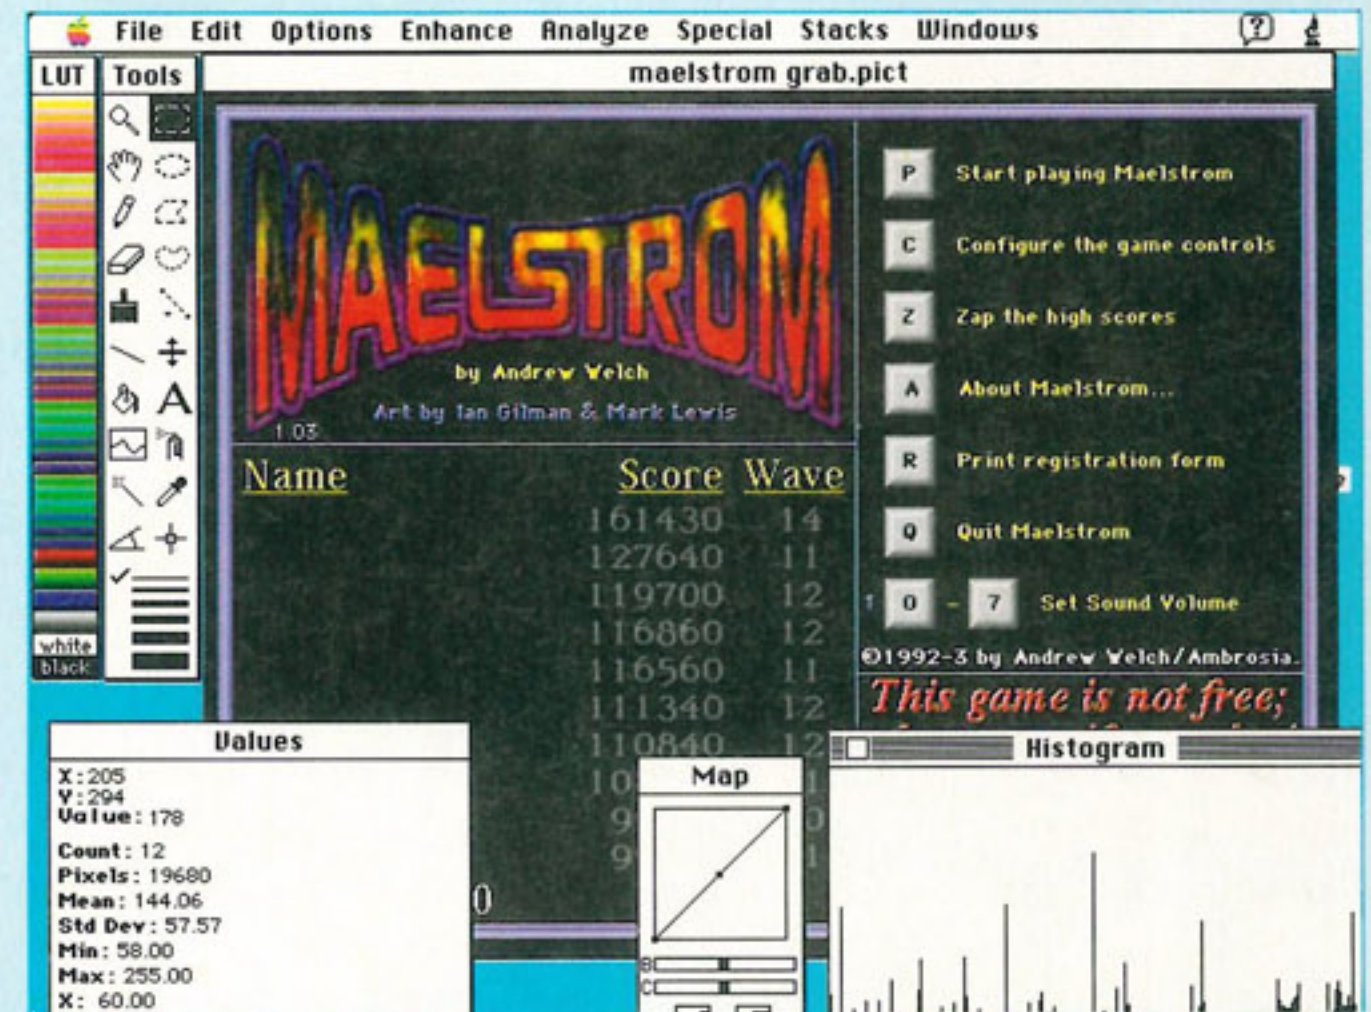 File Edit Options Enhance Analyze Special Stacks Windows
LUT
Tools
maelstrom grab.pict
white
black
MAELSTROM
by Andrew Welch
Art by Ian Gilman & Mark Lewis
1.03
Name Score Wave
161430 14
127640 11
119700 12
116860 12
116560 11
111340 12
110840 12
P Start playing Maelstrom
C Configure the game controls
Z Zap the high scores
A About Maelstrom...
R Print registration form
Q Quit Maelstrom
0 - 7 Set Sound Volume
©1992-3 by Andrew Welch/Ambrosia.
This game is not free;
Values
X:205
Y:294
Value:178
Count: 12
Pixels: 19680
Mean: 144.06
Std Dev: 57.57
Min: 58.00
Max: 255.00
X: 60.00
Map
B
C
Histogram